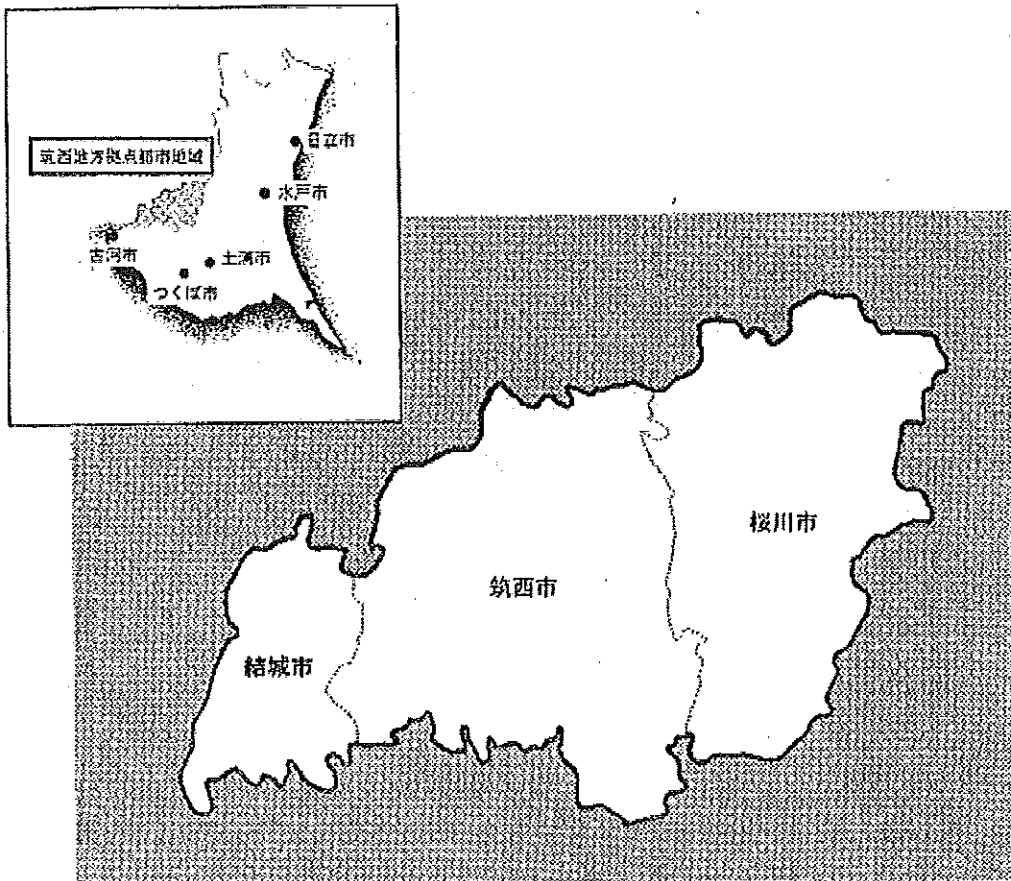 筑西地方拠点都市地域
日立市
水戸市
古河市
土浦市
つくば市
桜川市
筑西市
結城市